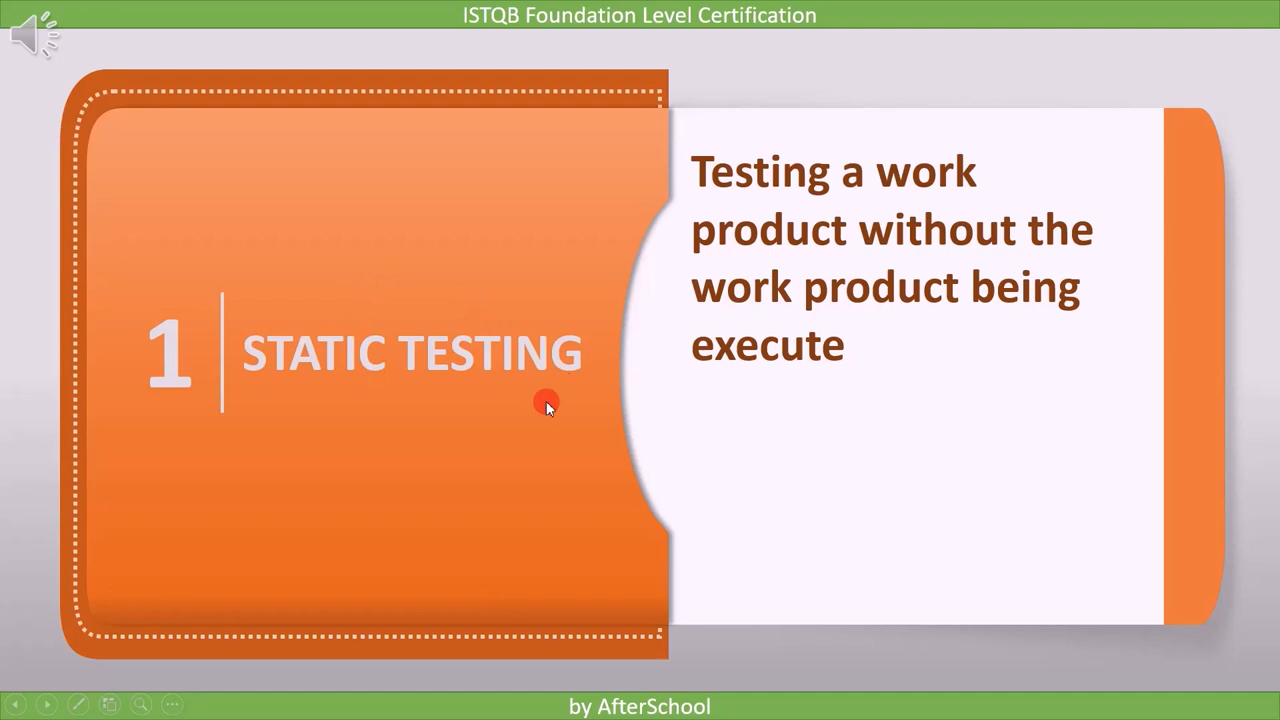 ISTQB Foundation Level Certification
1
STATIC TESTING
Testing a work
product without the
work product being
execute
by AfterSchool